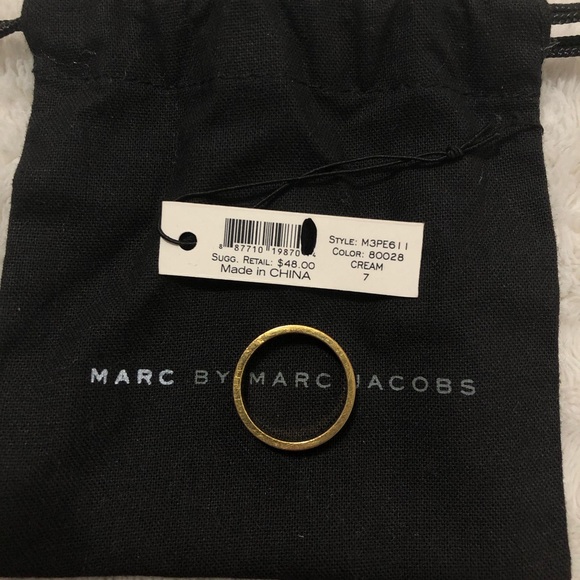 8 87710 19870 4
SUGG. RETAIL: $48.00
Made in CHINA
STYLE: M3PE611
COLOR: 80028
CREAM
7
MARC BY MARC JACOBS